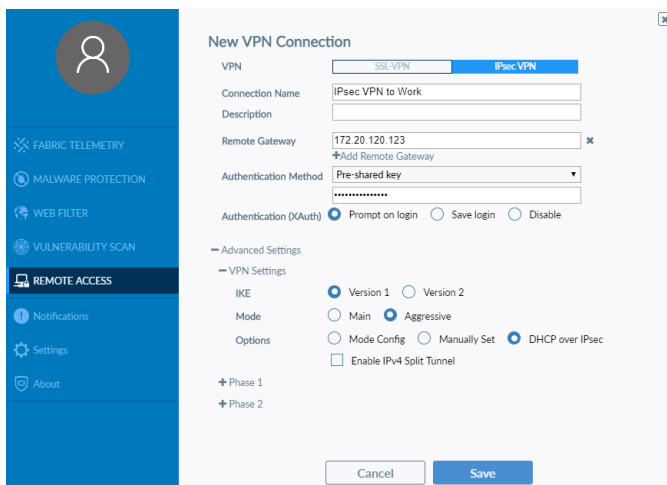 New VPN Connection
VPN SSL-VPN IPsec VPN
Connection Name IPsec VPN to Work
Description
Remote Gateway 172.20.120.123
+Add Remote Gateway
Authentication Method Pre-shared key
•••••••••••••••
Authentication (XAuth) Prompt on login Save login Disable
Advanced Settings
VPN Settings
IKE Version 1 Version 2
Mode Main Aggressive
Options Mode Config Manually Set DHCP over IPsec
Enable IPv4 Split Tunnel
+ Phase 1
+ Phase 2
Cancel Save
FABRIC TELEMETRY
MALWARE PROTECTION
WEB FILTER
VULNERABILITY SCAN
REMOTE ACCESS
Notifications
Settings
About